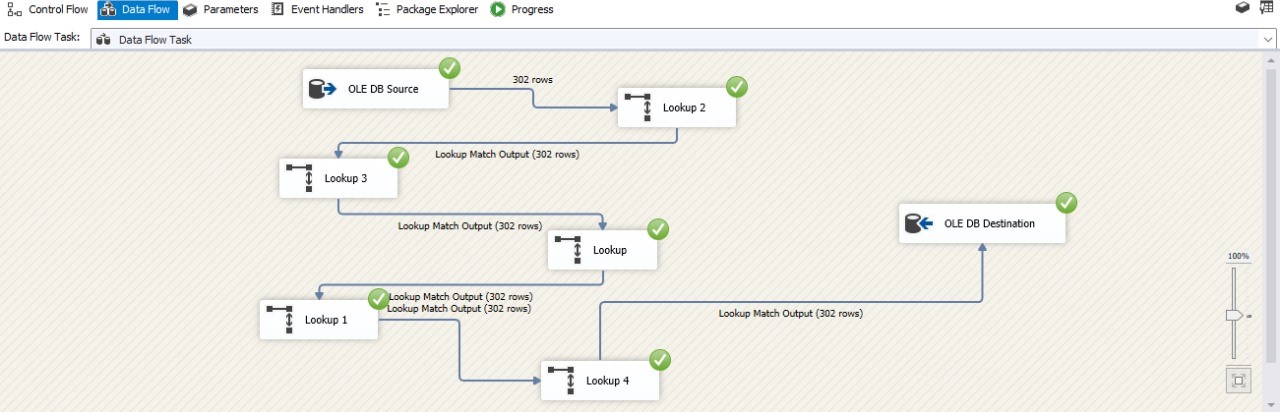 Control Flow Data Flow Parameters Event Handlers Package Explorer Progress
Data Flow Task: Data Flow Task
OLE DB Source
302 rows
Lookup 2
Lookup Match Output (302 rows)
Lookup 3
Lookup Match Output (302 rows)
Lookup
OLE DB Destination
100%
Lookup Match Output (302 rows)
Lookup Match Output (302 rows)
Lookup 1
Lookup Match Output (302 rows)
Lookup 4